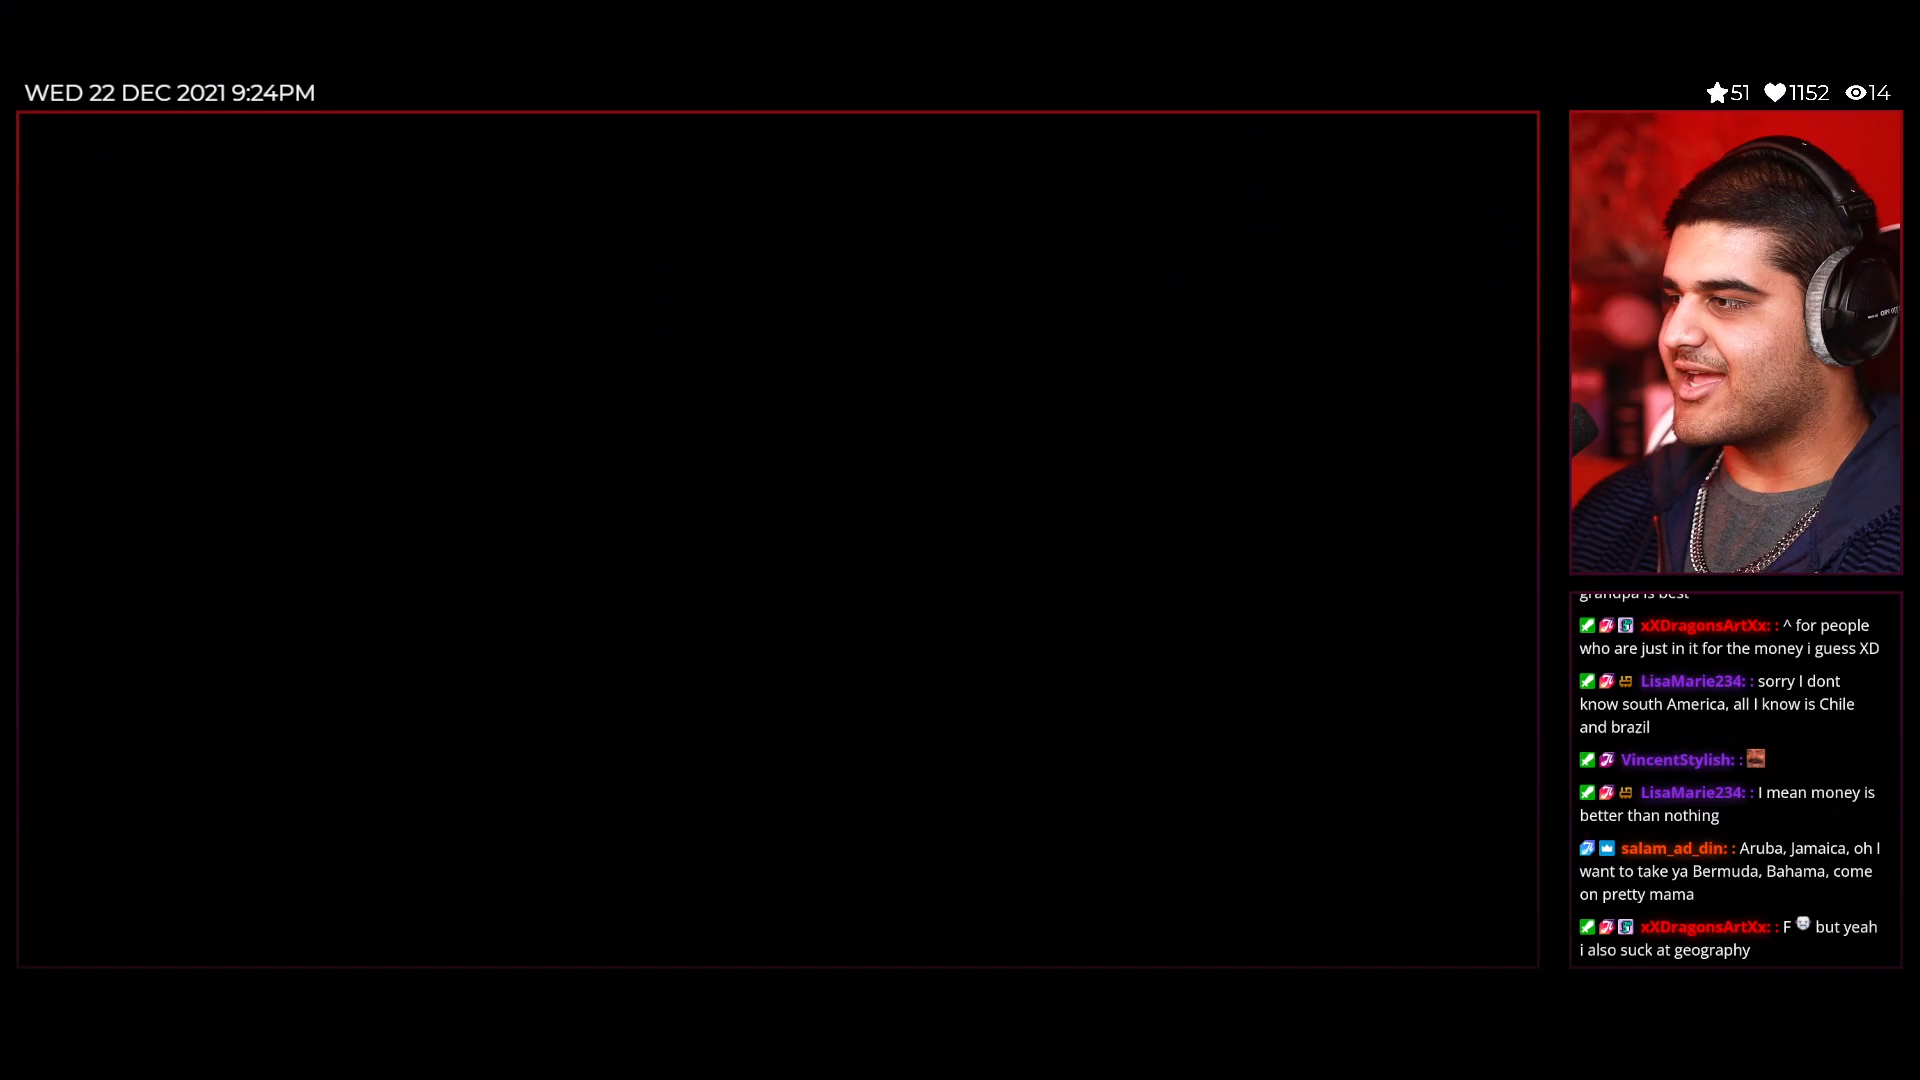 WED 22 DEC 2021 9:24PM
51 1152 14
grandpa is best
xXDragonsArtXx: : ^ for people
who are just in it for the money i guess XD
LisaMarie234: : sorry I dont
know south America, all I know is Chile
and brazil
VincentStylish: :
LisaMarie234: : I mean money is
better than nothing
salam_ad_din: : Aruba, Jamaica, oh I
want to take ya Bermuda, Bahama, come
on pretty mama
xXDragonsArtXx: : F but yeah
i also suck at geography